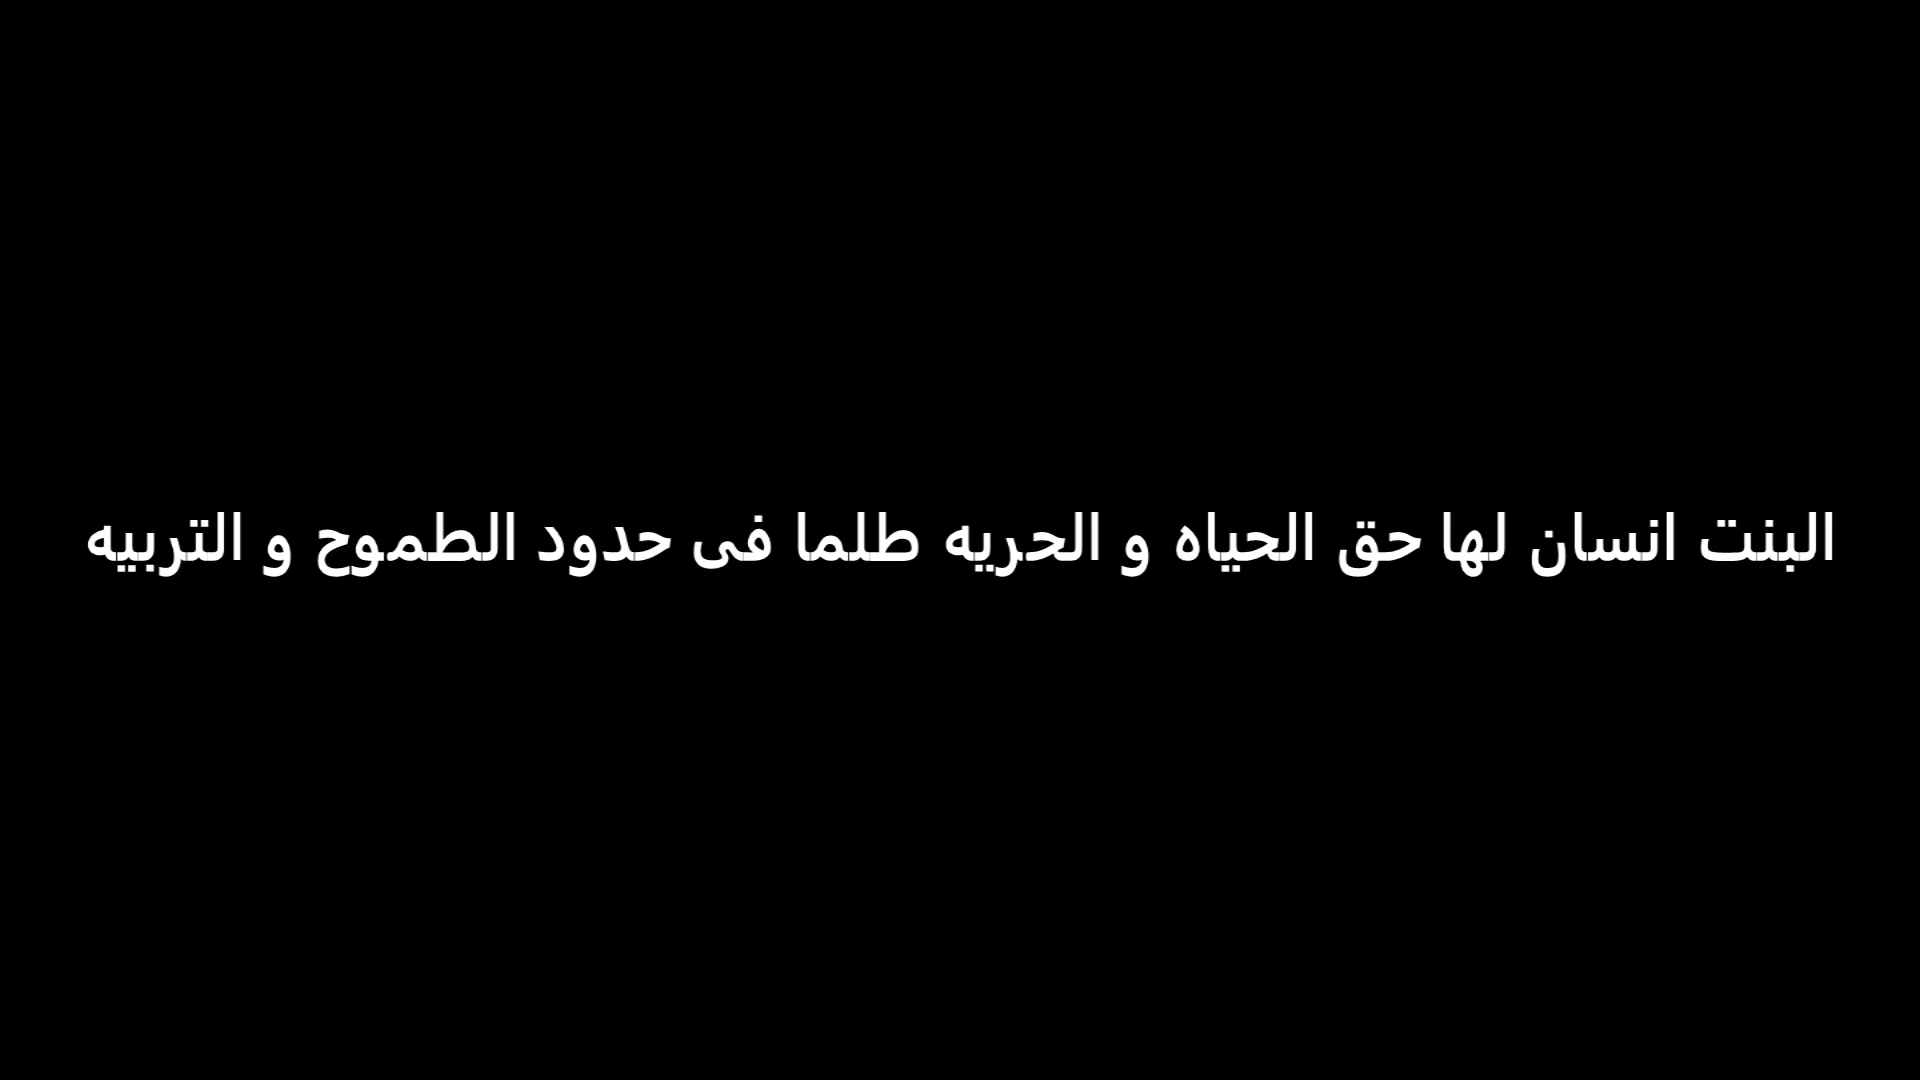 البنت انسان لها حق الحياه و الحريه طلما فى حدود الطموح و التربيه